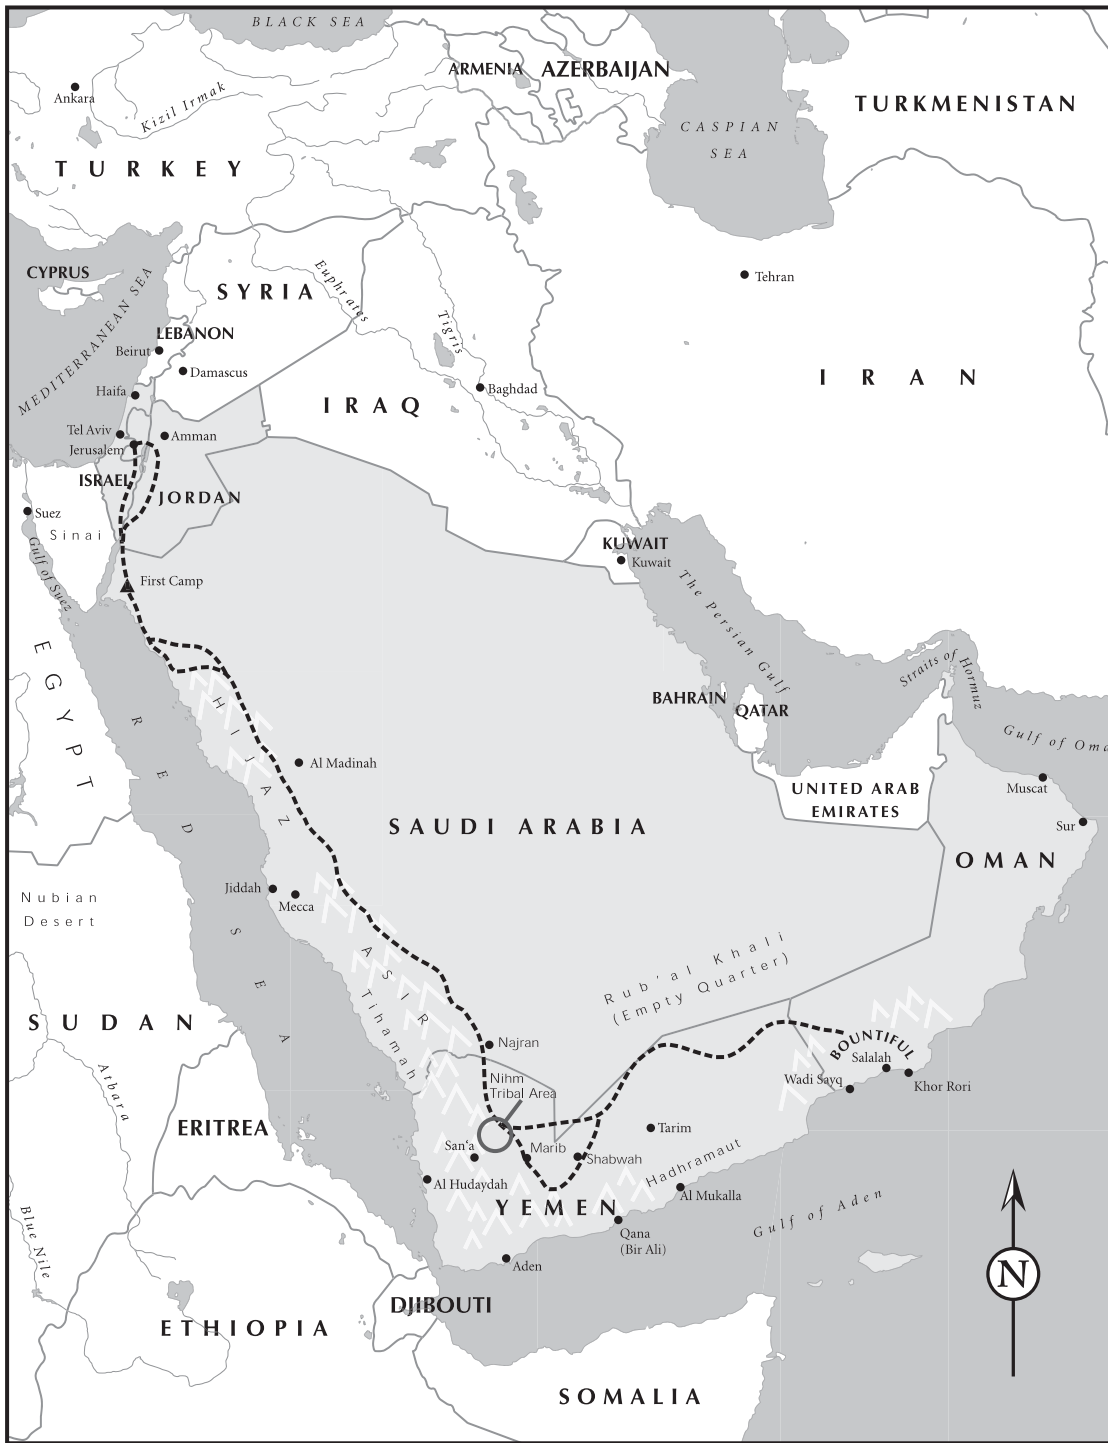 BLACK SEA
ARMENIA
AZERBAIJAN
TURKMENISTAN
Ankara
Kizil Irmak
CASPIAN
SEA
TURKEY
Tehran
CYPRUS
MEDITERRANEAN SEA
SYRIA
Euphrates
Tigris
LEBANON
Beirut
Damascus
IRAN
Haifa
Baghdad
IRAQ
Tel Aviv
Amman
Jerusalem
ISRAEL
JORDAN
Suez
Sinai
Gulf of Suez
KUWAIT
Kuwait
First Camp
The Persian Gulf
EGYPT
Straits of
Hormuz
HIJAZ
BAHRAIN
QATAR
RED SEA
Gulf of Oma
Al Madinah
UNITED ARAB
EMIRATES
Muscat
Sur
SAUDI ARABIA
OMAN
Jiddah
Mecca
Nubian
Desert
ASIR
Tihamah
Rub'al Khali
(Empty Quarter)
SUDAN
Najran
BOUNTIFUL
Salalah
Wadi Sayq
Khor Rori
Atbara
Nihm
Tribal Area
ERITREA
San'a
Marib
Shabwah
Tarim
Al Hudaydah
YEMEN
Hadhramaut
Al Mukalla
Qana
(Bir Ali)
Gulf of Aden
Blue Nile
Aden
N
DJIBOUTI
ETHIOPIA
SOMALIA